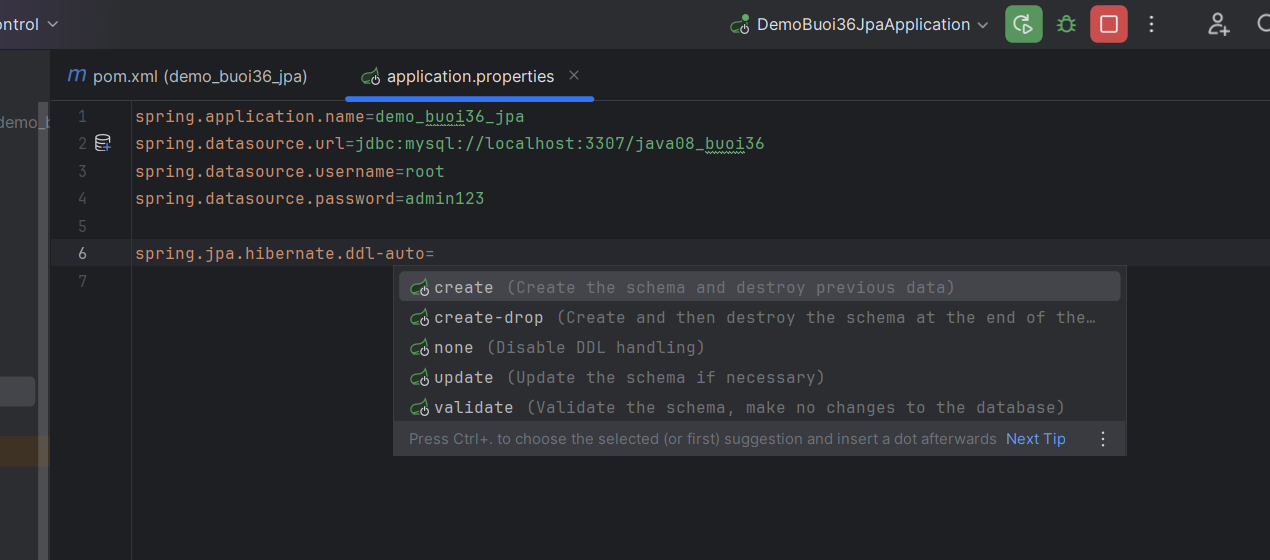 ontrol
DemoBuoi36JpaApplication
pom.xml (demo_buoi36_jpa)
application.properties
demo_b
1 spring.application.name=demo_buoi36_jpa
2 spring.datasource.url=jdbc:mysql://localhost:3307/java08_buoi36
3 spring.datasource.username=root
4 spring.datasource.password=admin123
5
6 spring.jpa.hibernate.ddl-auto=
7
create (Create the schema and destroy previous data)
create-drop (Create and then destroy the schema at the end of the…
none (Disable DDL handling)
update (Update the schema if necessary)
validate (Validate the schema, make no changes to the database)
Press Ctrl+. to choose the selected (or first) suggestion and insert a dot afterwards Next Tip